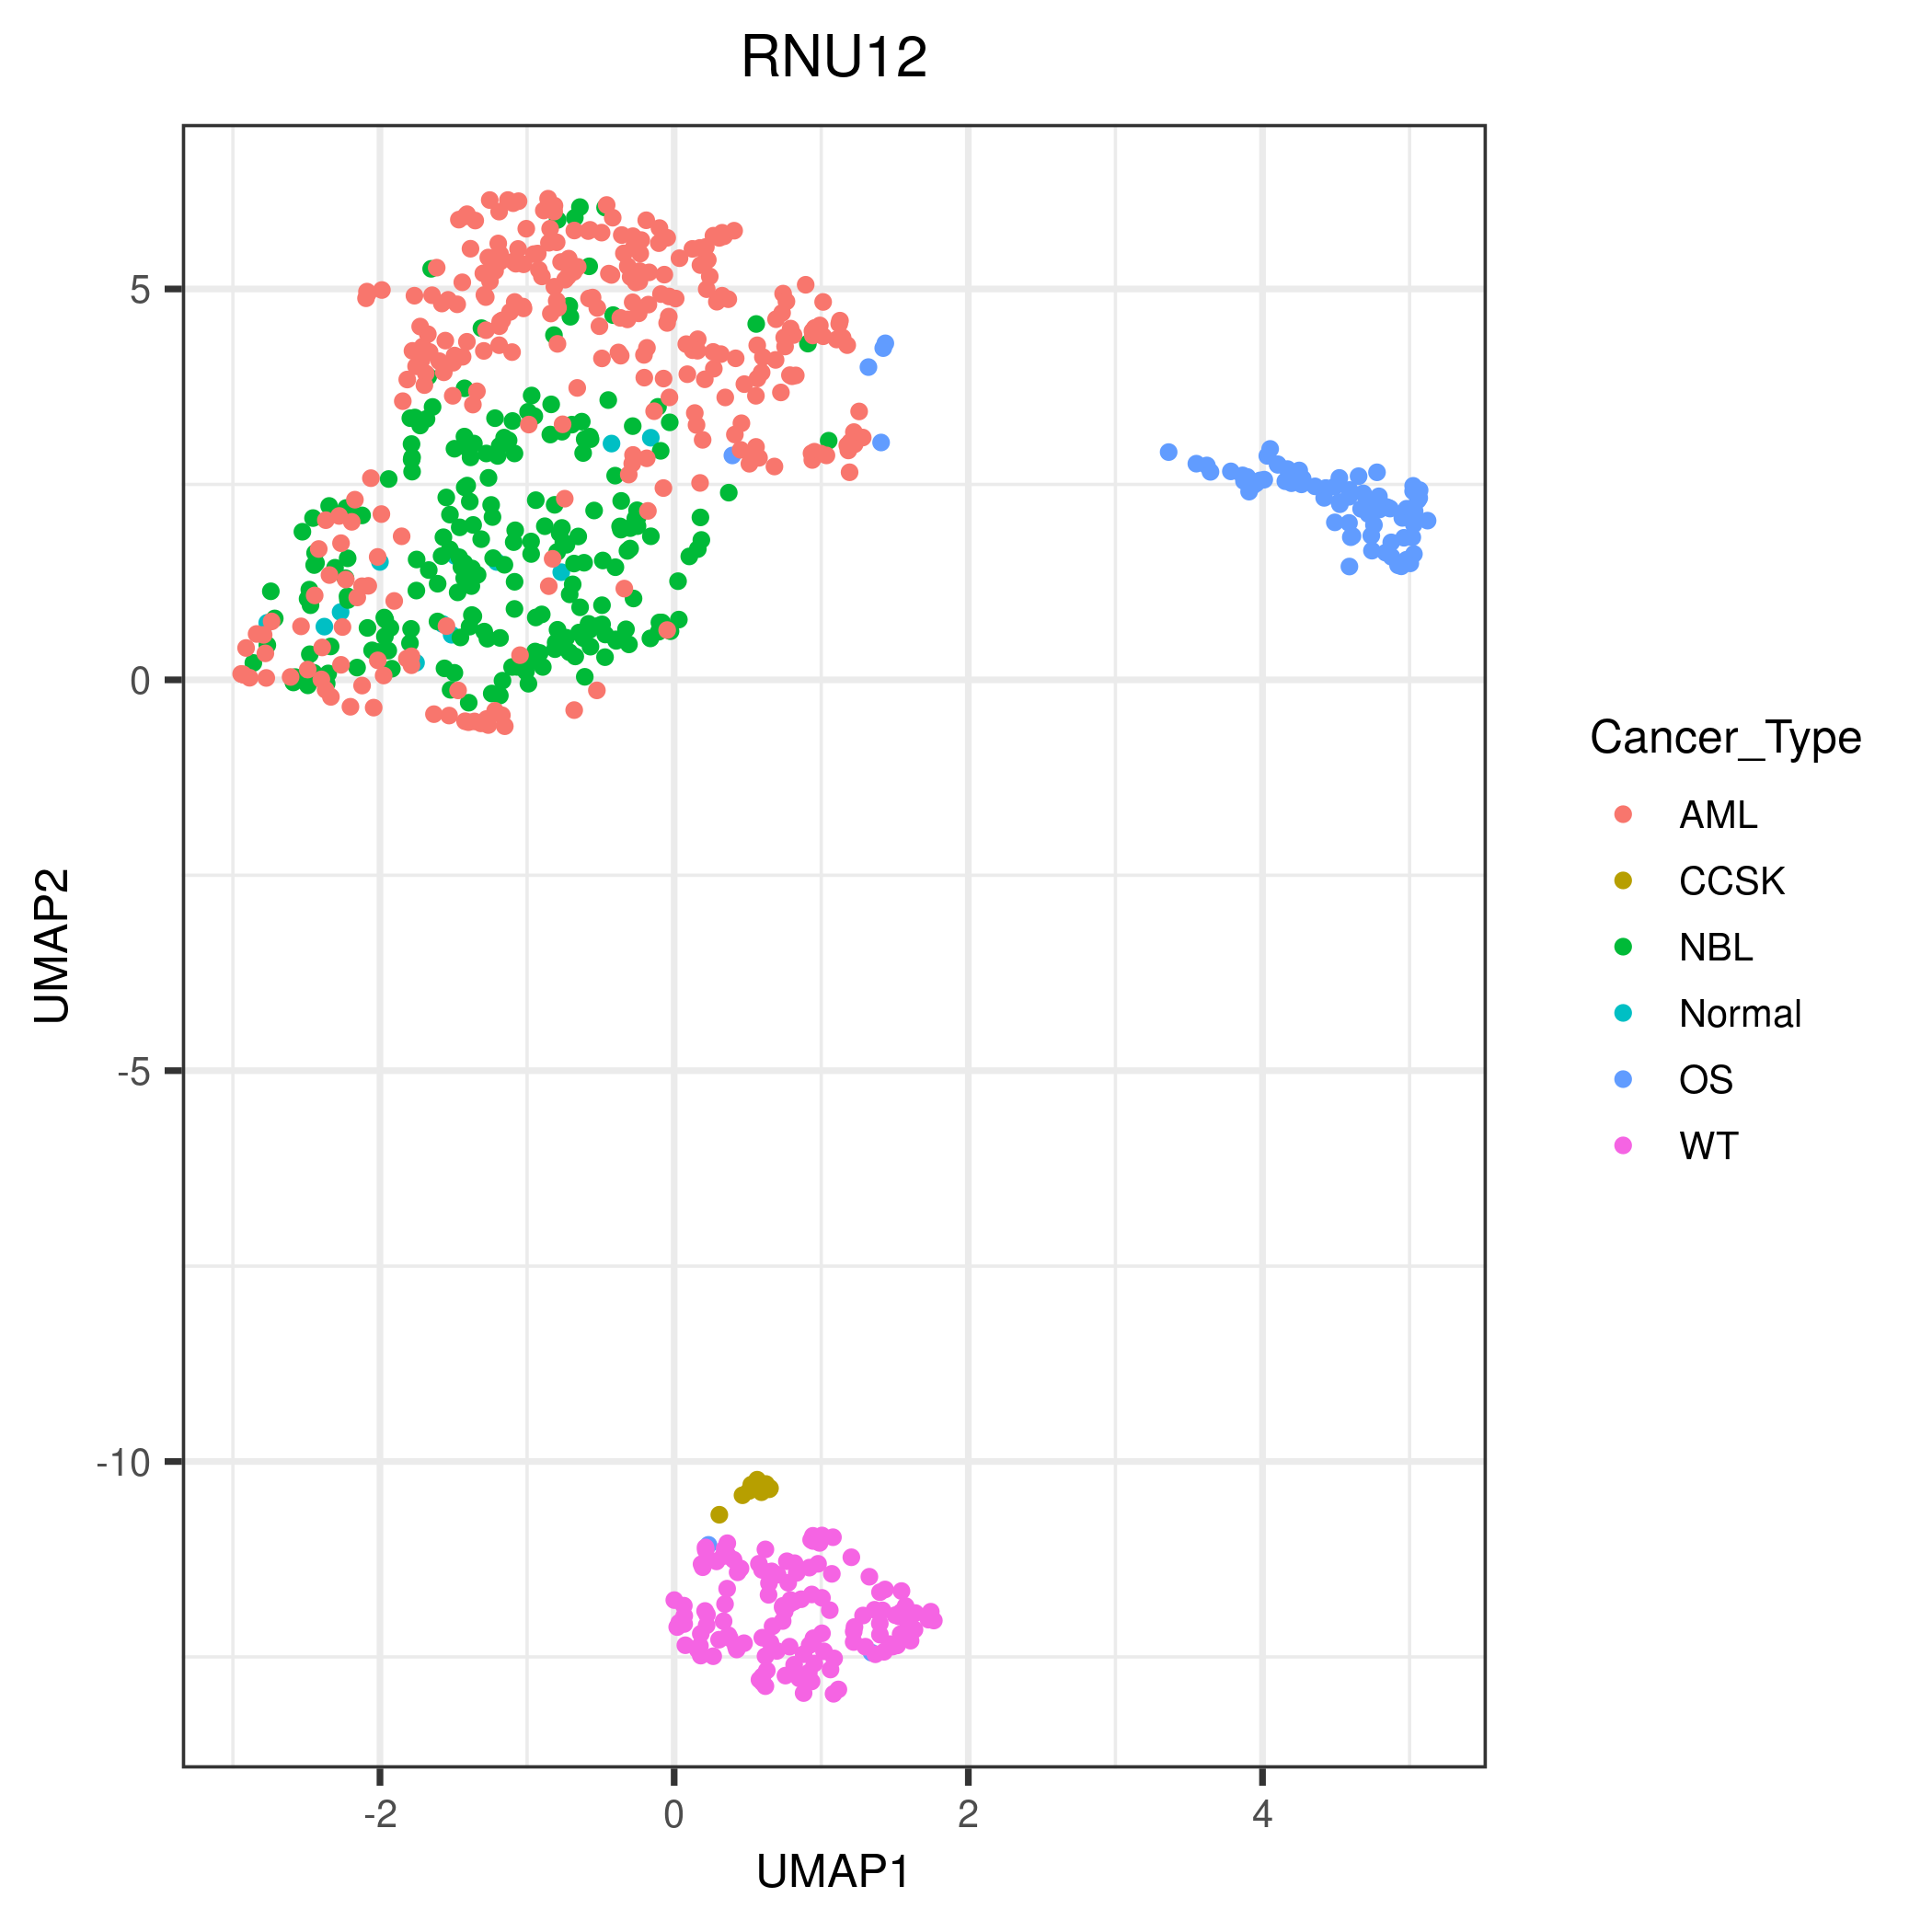 RNU12
5
0
-5
-10
UMAP2
-2
0
2
4
UMAP1
Cancer_Type
AML
CCSK
NBL
Normal
OS
WT